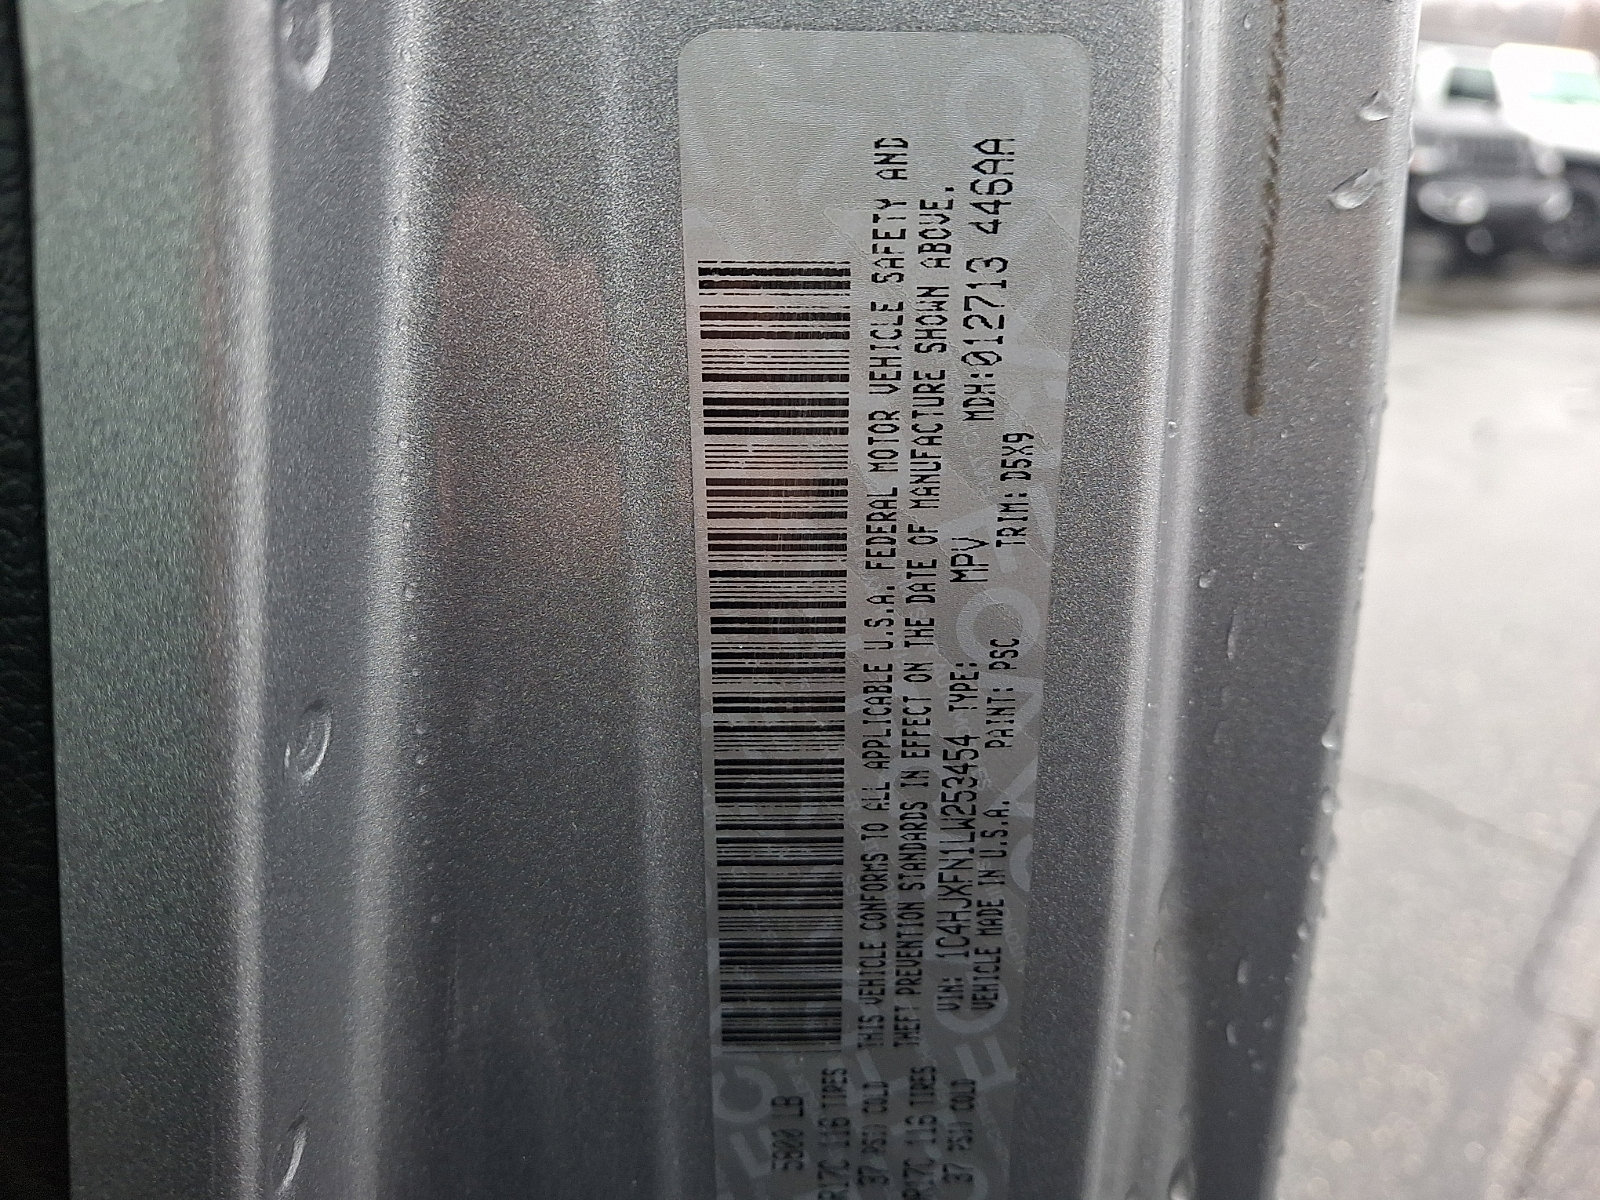 5800 LB
R17C 116 TIRES
37 PSI) COLD
R17C 116 TIRES
37 PSI) COLD
THIS VEHICLE CONFORMS TO ALL APPLICABLE U.S.A. FEDERAL MOTOR VEHICLE SAFETY AND
THEFT PREVENTION STANDARDS IN EFFECT ON THE DATE OF MANUFACTURE SHOWN ABOVE.
VIN: 1C4HJXFN1LW253454 TYPE: MPV MDH:012713 446AA
VEHICLE MADE IN U.S.A. PAINT: PSC TRIM: D5X9